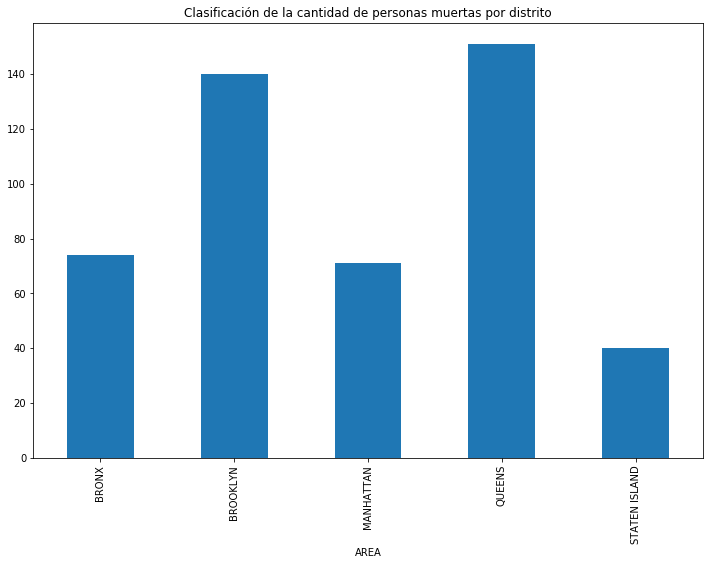 Clasificación de la cantidad de personas muertas por distrito
140
120
100
80
60
40
20
0
BRONX
BROOKLYN
MANHATTAN
QUEENS
STATEN ISLAND
AREA